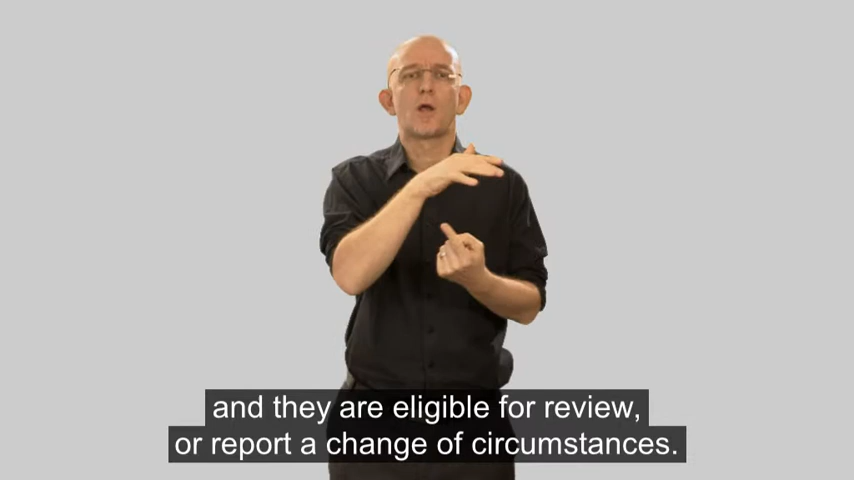 and they are eligible for review,
or report a change of circumstances.